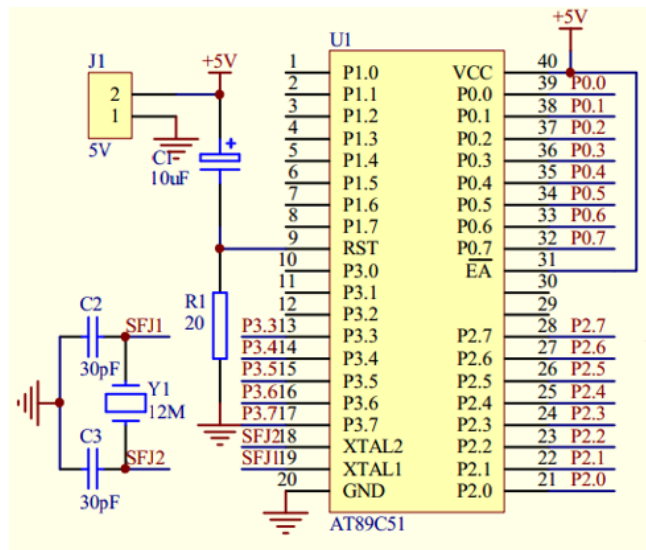 +5V
U1
J1
+5V
2
1
5V
C1
10uF
+
1 P1.0 VCC 40
2 P1.1 P0.0 39 P0.0
3 P1.2 P0.1 38 P0.1
4 P1.3 P0.2 37 P0.2
5 P1.4 P0.3 36 P0.3
6 P1.5 P0.4 35 P0.4
7 P1.6 P0.5 34 P0.5
8 P1.7 P0.6 33 P0.6
9 RST P0.7 32 P0.7
10 P3.0 EA 31
11 P3.1 30
12 P3.2 29
P3.3 13 P3.3 P2.7 28 P2.7
P3.4 14 P3.4 P2.6 27 P2.6
P3.5 15 P3.5 P2.5 26 P2.5
P3.6 16 P3.6 P2.4 25 P2.4
P3.7 17 P3.7 P2.3 24 P2.3
SFJ2 18 XTAL2 P2.2 23 P2.2
SFJ1 19 XTAL1 P2.1 22 P2.1
20 GND P2.0 21 P2.0
AT89C51
R1
20
C2
SFJ1
30pF
Y1
12M
C3
SFJ2
30pF